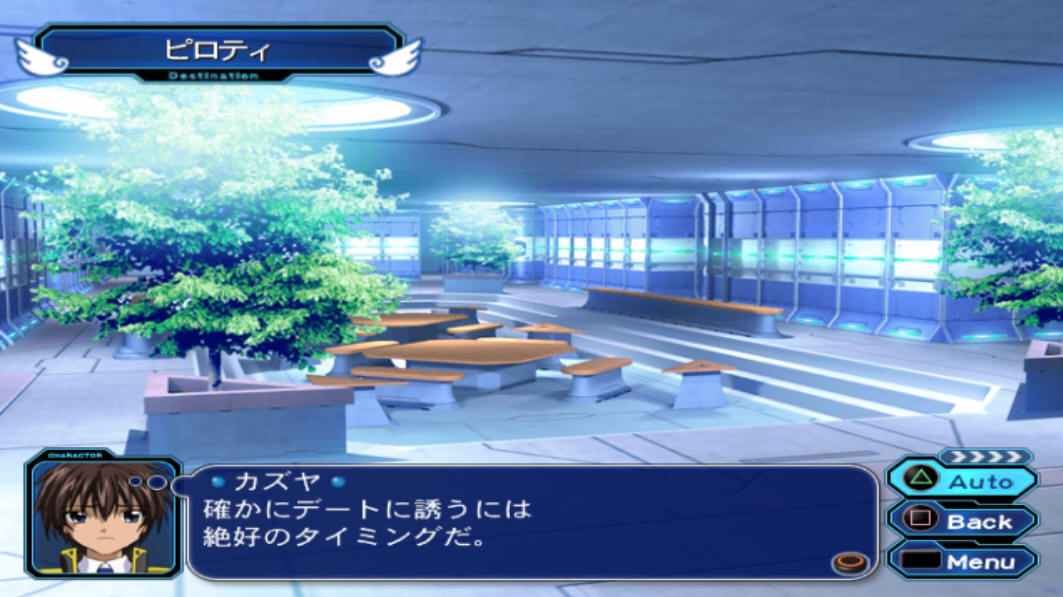 ピロティ
Destination
CHARACTOR
カズヤ
確かにデートに誘うには
絶好のタイミングだ。
Auto
Back
Menu